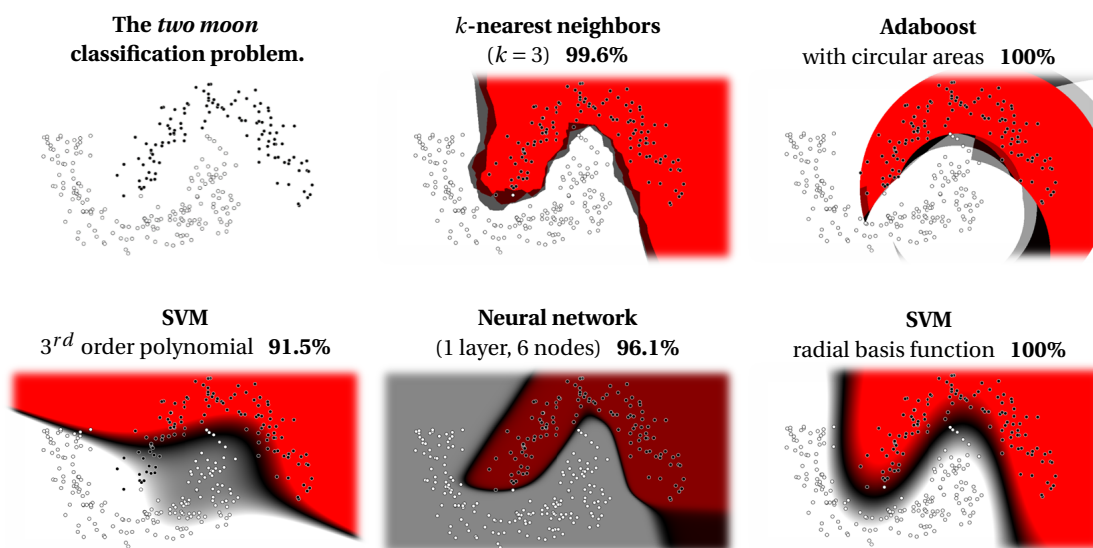 The two moon
classification problem.
k-nearest neighbors
(k = 3) 99.6%
Adaboost
with circular areas 100%
SVM
3rd order polynomial 91.5%
Neural network
(1 layer, 6 nodes) 96.1%
SVM
radial basis function 100%